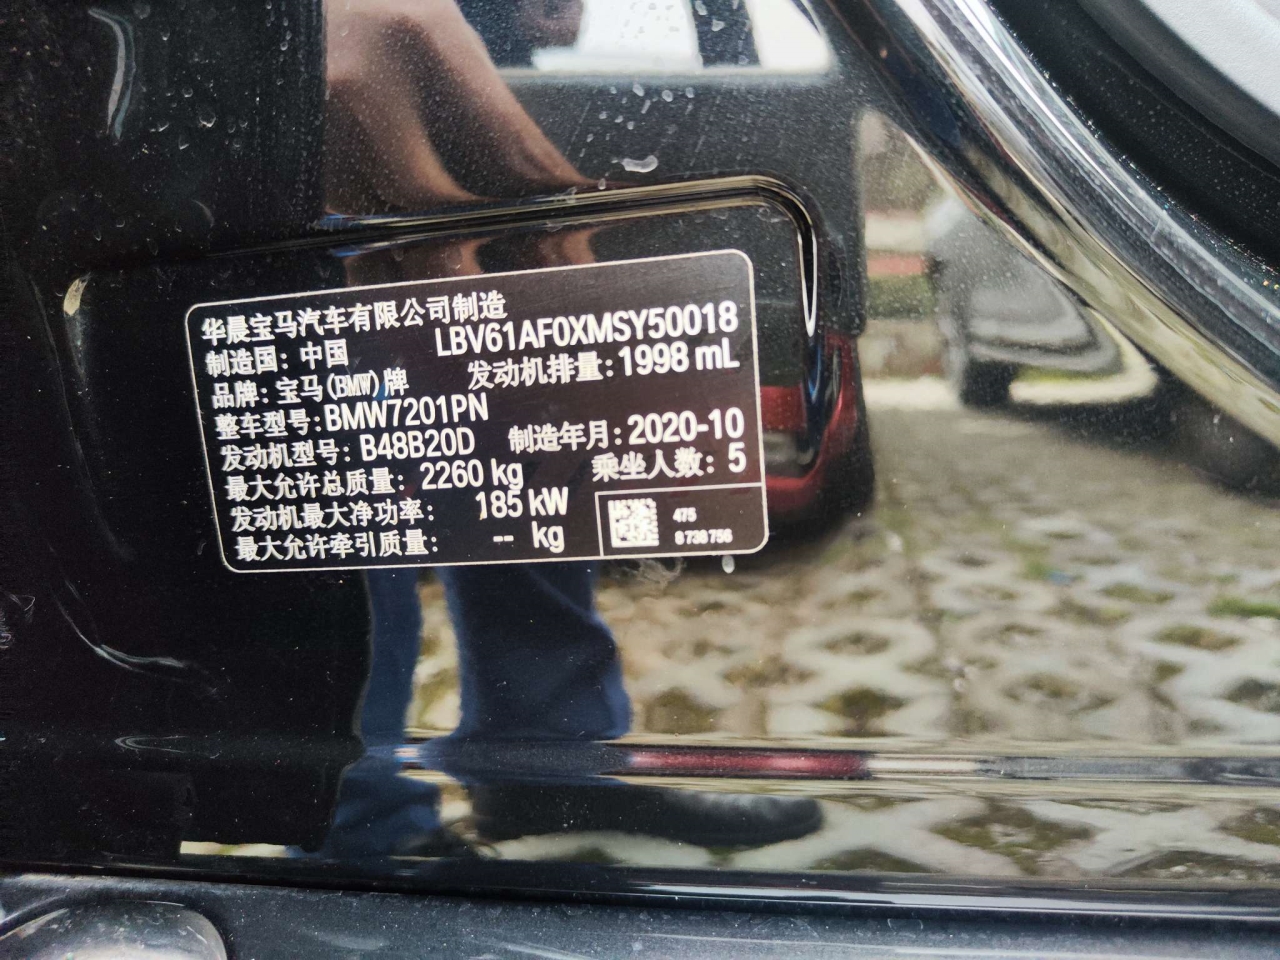 华晨宝马汽车有限公司制造
制造国：中国 LBV61AF0XMSY50018
品牌：宝马(BMW)牌 发动机排量：1998 mL
整车型号：BMW7201PN
发动机型号：B48B20D 制造年月：2020-10
最大允许总质量：2260 kg 乘坐人数：5
发动机最大净功率：185 kW
最大允许牵引质量：-- kg
475
8738756